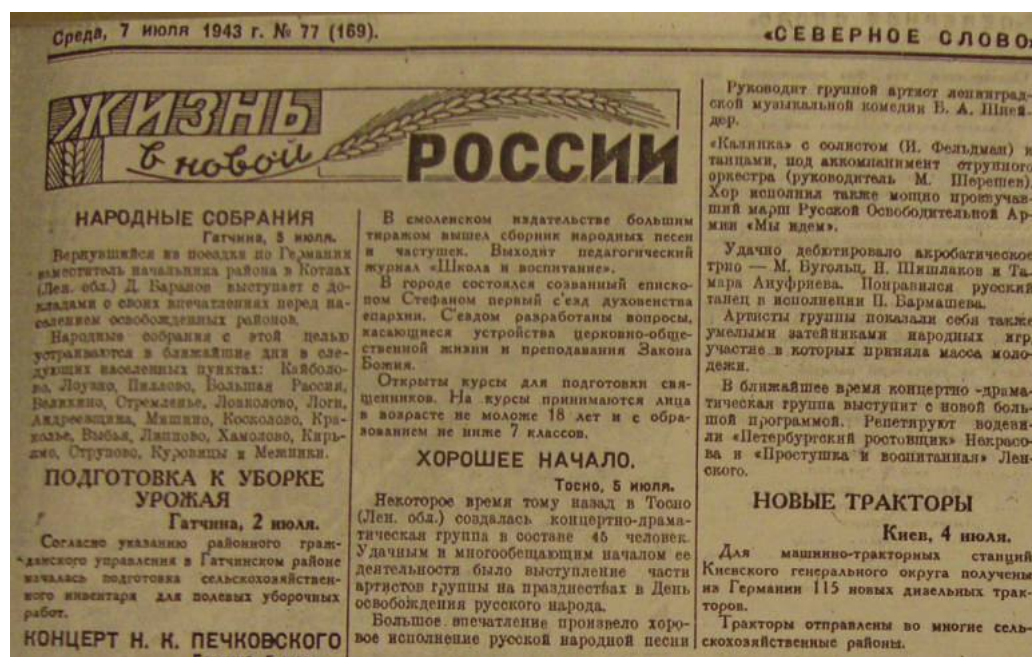 Среда, 7 июля 1943 г. № 77 (169).
«СЕВЕРНОЕ СЛОВО»
ЖИЗНЬ
в новой
РОССИИ
НАРОДНЫЕ СОБРАНИЯ
Гатчина, 5 июля.
Вернувшийся из поездки по Германии
заместитель начальника района в Котлах
(Лен. обл.) Д. Баранов выступает с до-
кладами о своих впечатлениях перед на-
селением освобожденных районов.
Народные собрания с этой целью
устраиваются в ближайшие дни в сле-
дующих населенных пунктах: Кайболо-
во, Лоузно, Пиллово, Большая Рассия,
Великино, Стремленье, Ловколово, Логи,
Андреевщина, Мишино, Косколово, Кра-
колье, Выбья, Липпово, Хамолово, Кирь-
ямо, Струпово, Куровицы и Межники.
ПОДГОТОВКА К УБОРКЕ
УРОЖАЯ
Гатчина, 2 июля.
Согласно указанию районного граж-
данского управления в Гатчинском районе
началась подготовка сельскохозяйствен-
ного инвентаря для полевых уборочных
работ.
КОНЦЕРТ Н. К. ПЕЧКОВСКОГО
В смоленском издательстве большим
тиражом вышел сборник народных песен
и частушек. Выходит педагогический
журнал «Школа и воспитание».
В городе состоялся созванный еписко-
пом Стефаном первый с'езд духовенства
епархии. С'ездом разработаны вопросы,
касающиеся устройства церковно-обще-
ственной жизни и преподавания Закона
Божия.
Открыты курсы для подготовки свя-
щенников. На курсы принимаются лица
в возрасте не моложе 18 лет и с обра-
зованием не ниже 7 классов.
ХОРОШЕЕ НАЧАЛО.
Тосно, 5 июля.
Некоторое время тому назад в Тосно
(Лен. обл.) создалась концертно-драма-
тическая группа в составе 45 человек.
Удачным и многообещающим началом ее
деятельности было выступление части
артистов группы на празднествах в День
освобождения русского народа.
Большое впечатление произвело хоро-
вое исполнение русской народной песни
Руководит группой артист ленинград-
ской музыкальной комедии В. А. Шней-
дер.
«Калинка» с солистом (И. Фельдман) и
танцами, под аккомпанимент струнного
оркестра (руководитель М. Шерешев).
Хор исполнил также мощно прозвучав-
ший марш Русской Освободительной Ар-
мии «Мы идем».
Удачно дебютировало акробатическое
трио — М. Бугольц, Н. Шишлаков и Та-
мара Ануфриева. Понравился русский
танец в исполнении П. Бармашева.
Артисты группы показали себя также
умелыми затейниками народных игр,
участие в которых приняла масса моло-
дежи.
В ближайшее время концертно-драма-
тическая группа выступит с новой боль-
шой программой. Репетируют водеви-
ли «Петербургский ростовщик» Некрасо-
ва и «Простушка и воспитанная» Лен-
ского.
НОВЫЕ ТРАКТОРЫ
Киев, 4 июля.
Для машинно-тракторных станций
Киевского генерального округа получены
из Германии 115 новых дизельных трак-
торов.
Тракторы отправлены во многие сель-
скохозяйственные районы.